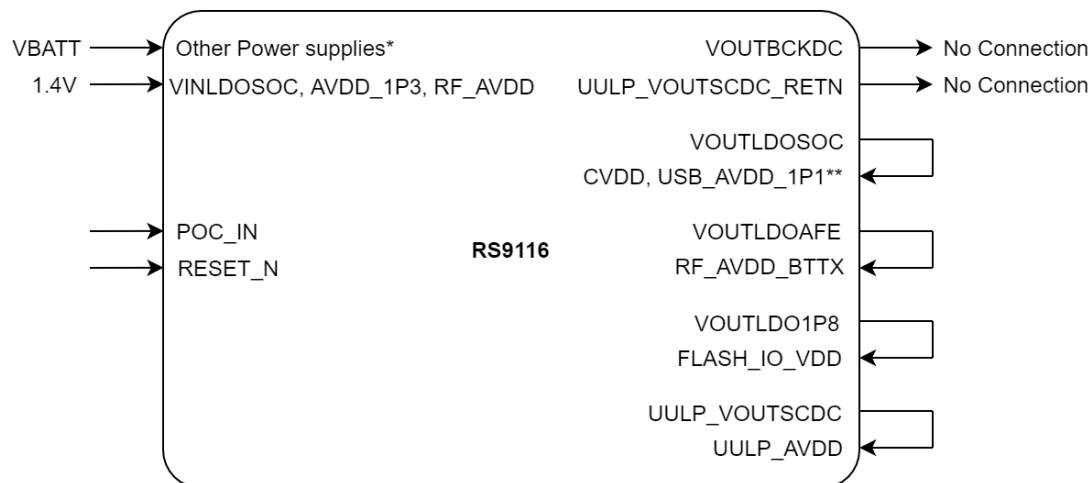 VBATT
Other Power supplies*
1.4V
VINLDOSOC, AVDD_1P3, RF_AVDD
POC_IN
RESET_N
RS9116
VOUTBCKDC
No Connection
UULP_VOUTSCDC_RETN
No Connection
VOUTLDOSOC
CVDD, USB_AVDD_1P1**
VOUTLDOAFE
RF_AVDD_BTTX
VOUTLDO1P8
FLASH_IO_VDD
UULP_VOUTSCDC
UULP_AVDD